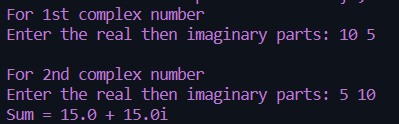 For 1st complex number
Enter the real then imaginary parts: 10 5
For 2nd complex number
Enter the real then imaginary parts: 5 10
Sum = 15.0 + 15.0i